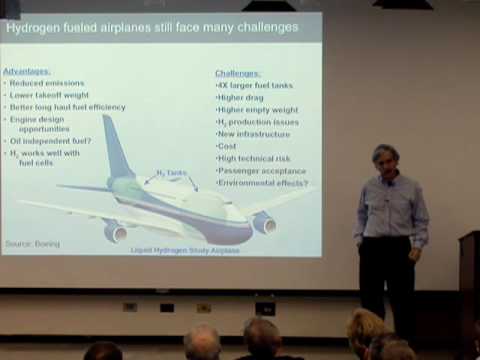 Hydrogen fueled airplanes still face many challenges
Advantages:
•Reduced emissions
•Lower takeoff weight
•Better long haul fuel efficiency
•Engine design
opportunities
•Oil independent fuel?
•H2 works well with
fuel cells
Challenges:
•4X larger fuel tanks
•Higher drag
•Higher empty weight
•H2 production issues
•New infrastructure
•Cost
•High technical risk
•Passenger acceptance
•Environmental effects?
H2 Tanks
Source: Boeing
Liquid Hydrogen Study Airplane